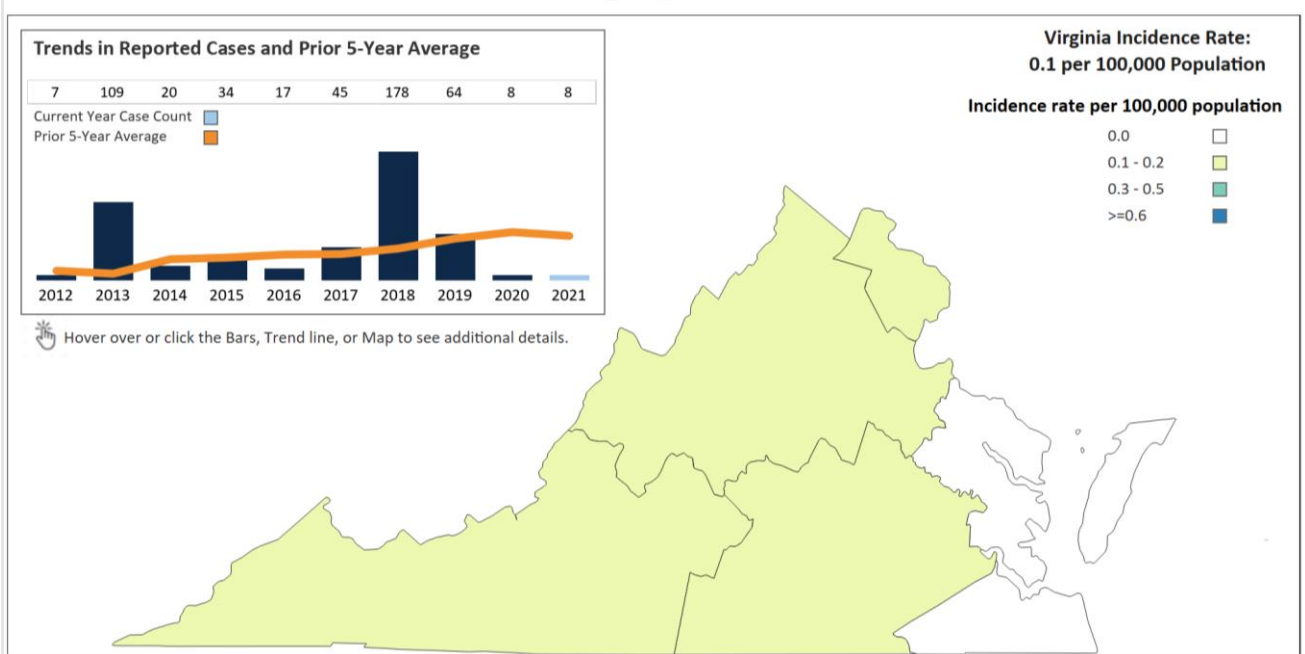 Trends in Reported Cases and Prior 5-Year Average
7 109 20 34 17 45 178 64 8 8
Current Year Case Count
Prior 5-Year Average
2012 2013 2014 2015 2016 2017 2018 2019 2020 2021
Hover over or click the Bars, Trend line, or Map to see additional details.
Virginia Incidence Rate:
0.1 per 100,000 Population
Incidence rate per 100,000 population
0.0
0.1 - 0.2
0.3 - 0.5
>=0.6